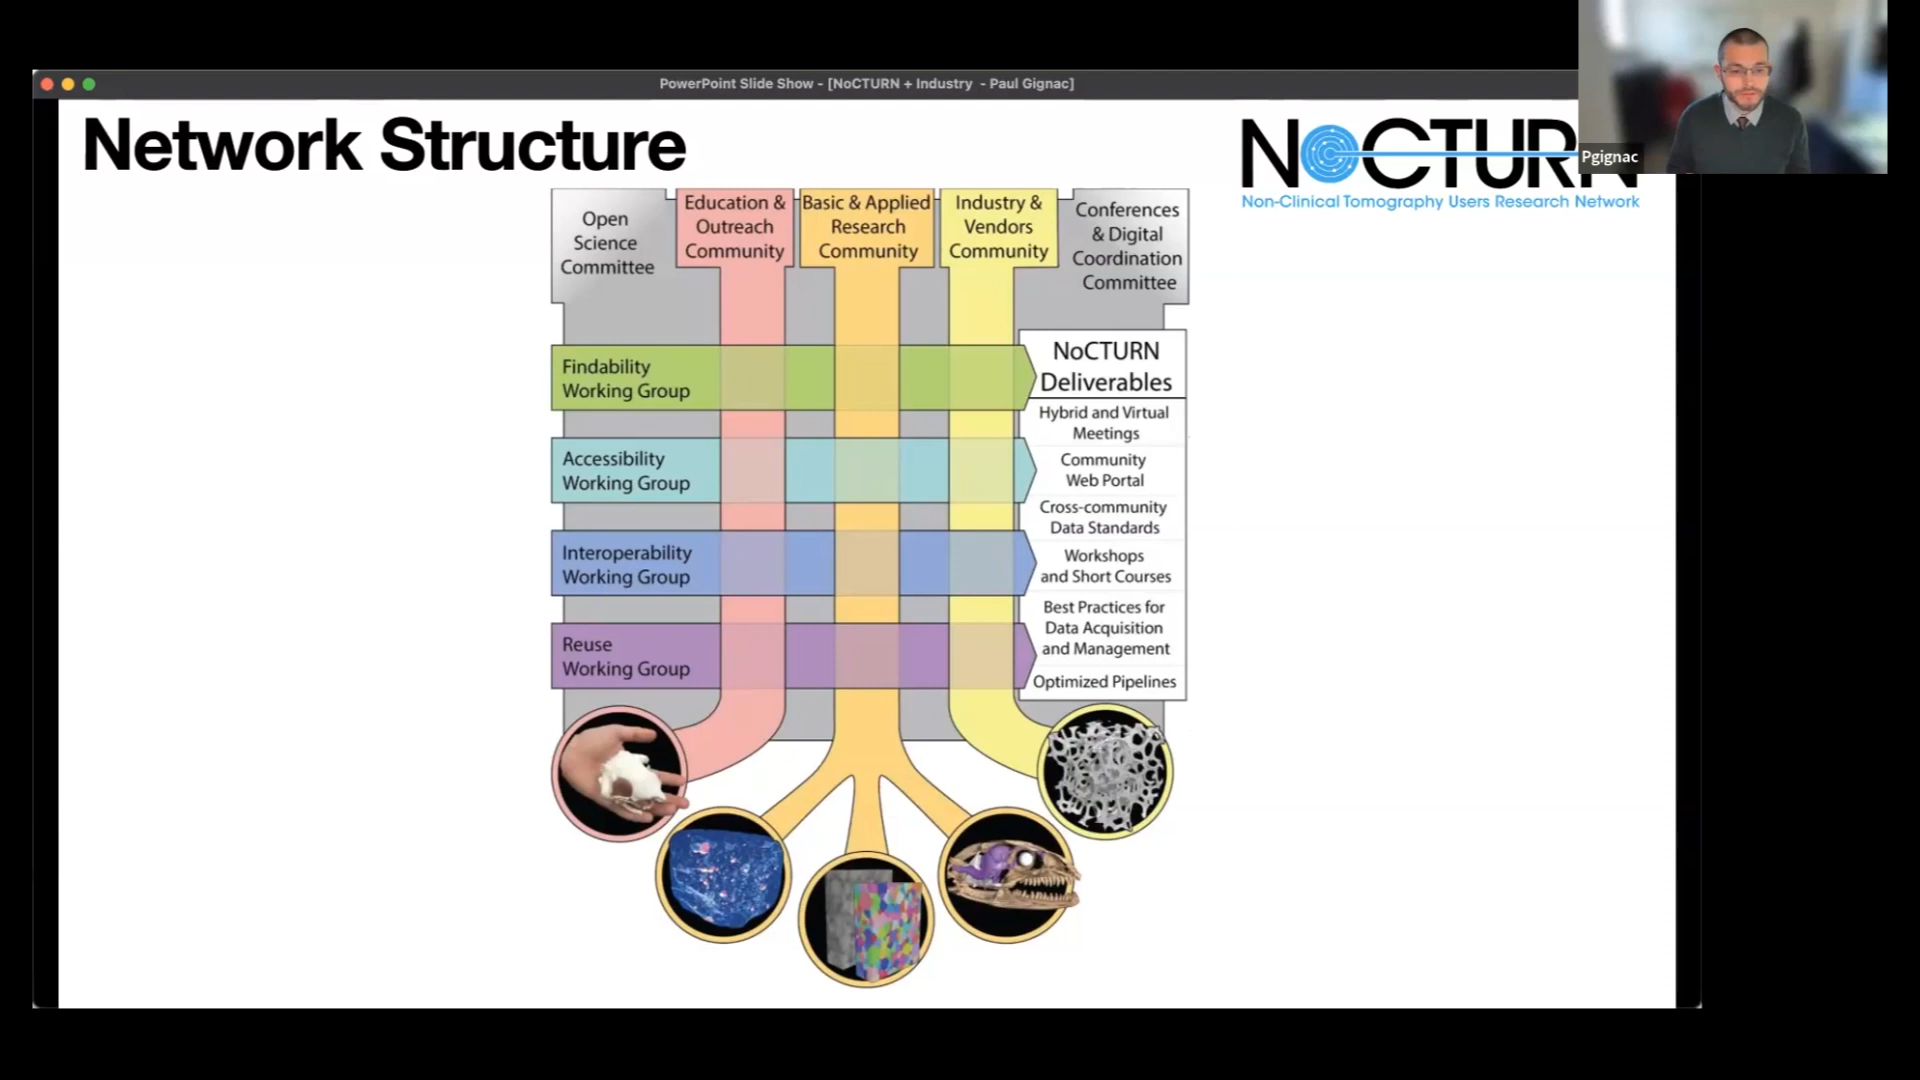 PowerPoint Slide Show - [NoCTURN + Industry - Paul Gignac]
Pgignac
Network Structure
NOCTURN
Non-Clinical Tomography Users Research Network
Open
Science
Committee
Education &
Outreach
Community
Basic & Applied
Research
Community
Industry &
Vendors
Community
Conferences
& Digital
Coordination
Committee
Findability
Working Group
Accessibility
Working Group
Interoperability
Working Group
Reuse
Working Group
NoCTURN
Deliverables
Hybrid and Virtual
Meetings
Community
Web Portal
Cross-community
Data Standards
Workshops
and Short Courses
Best Practices for
Data Acquisition
and Management
Optimized Pipelines